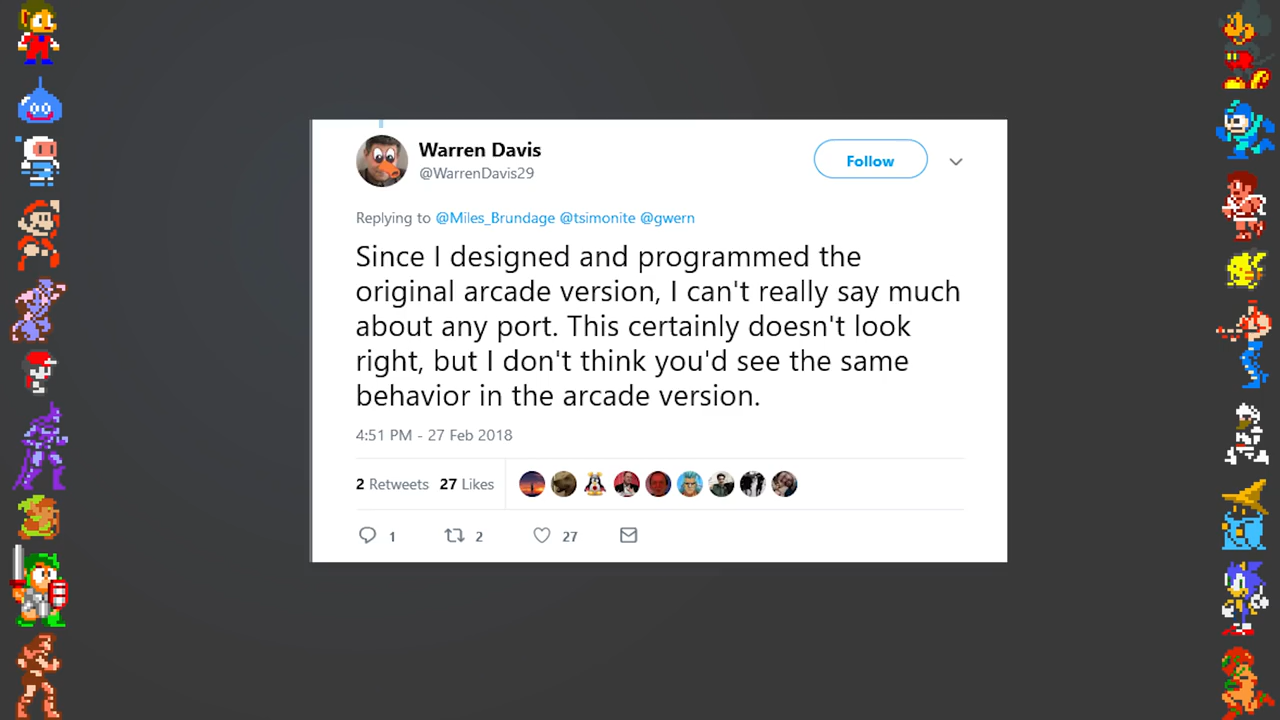 Warren Davis
@WarrenDavis29
Follow
Replying to @Miles_Brundage @tsimonite @gwern
Since I designed and programmed the
original arcade version, I can't really say much
about any port. This certainly doesn't look
right, but I don't think you'd see the same
behavior in the arcade version.
4:51 PM - 27 Feb 2018
2 Retweets 27 Likes
1 2 27